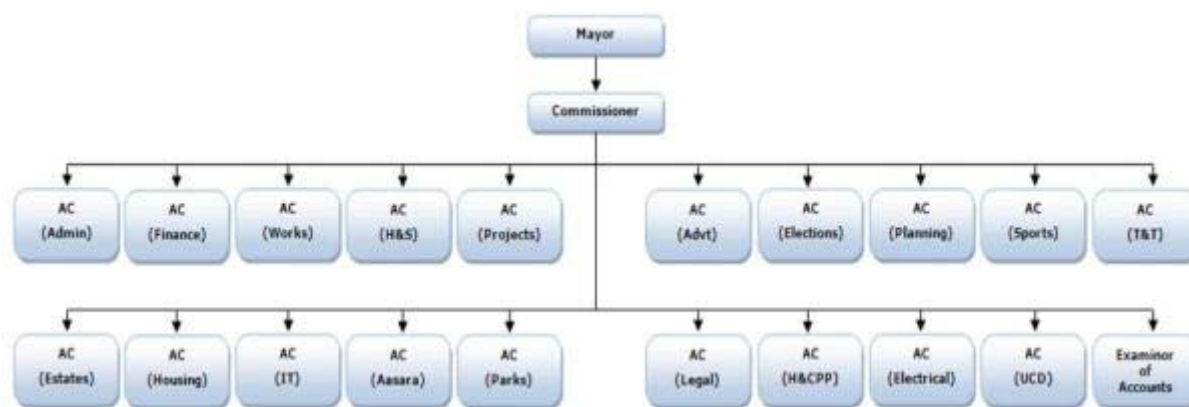 Mayor
Commissioner
AC
(Admin)
AC
(Finance)
AC
(Works)
AC
(H&S)
AC
(Projects)
AC
(Advt)
AC
(Elections)
AC
(Planning)
AC
(Sports)
AC
(T&T)
AC
(Estates)
AC
(Housing)
AC
(IT)
AC
(Aasara)
AC
(Parks)
AC
(Legal)
AC
(H&CPP)
AC
(Electrical)
AC
(UCD)
Examinor
of
Accounts